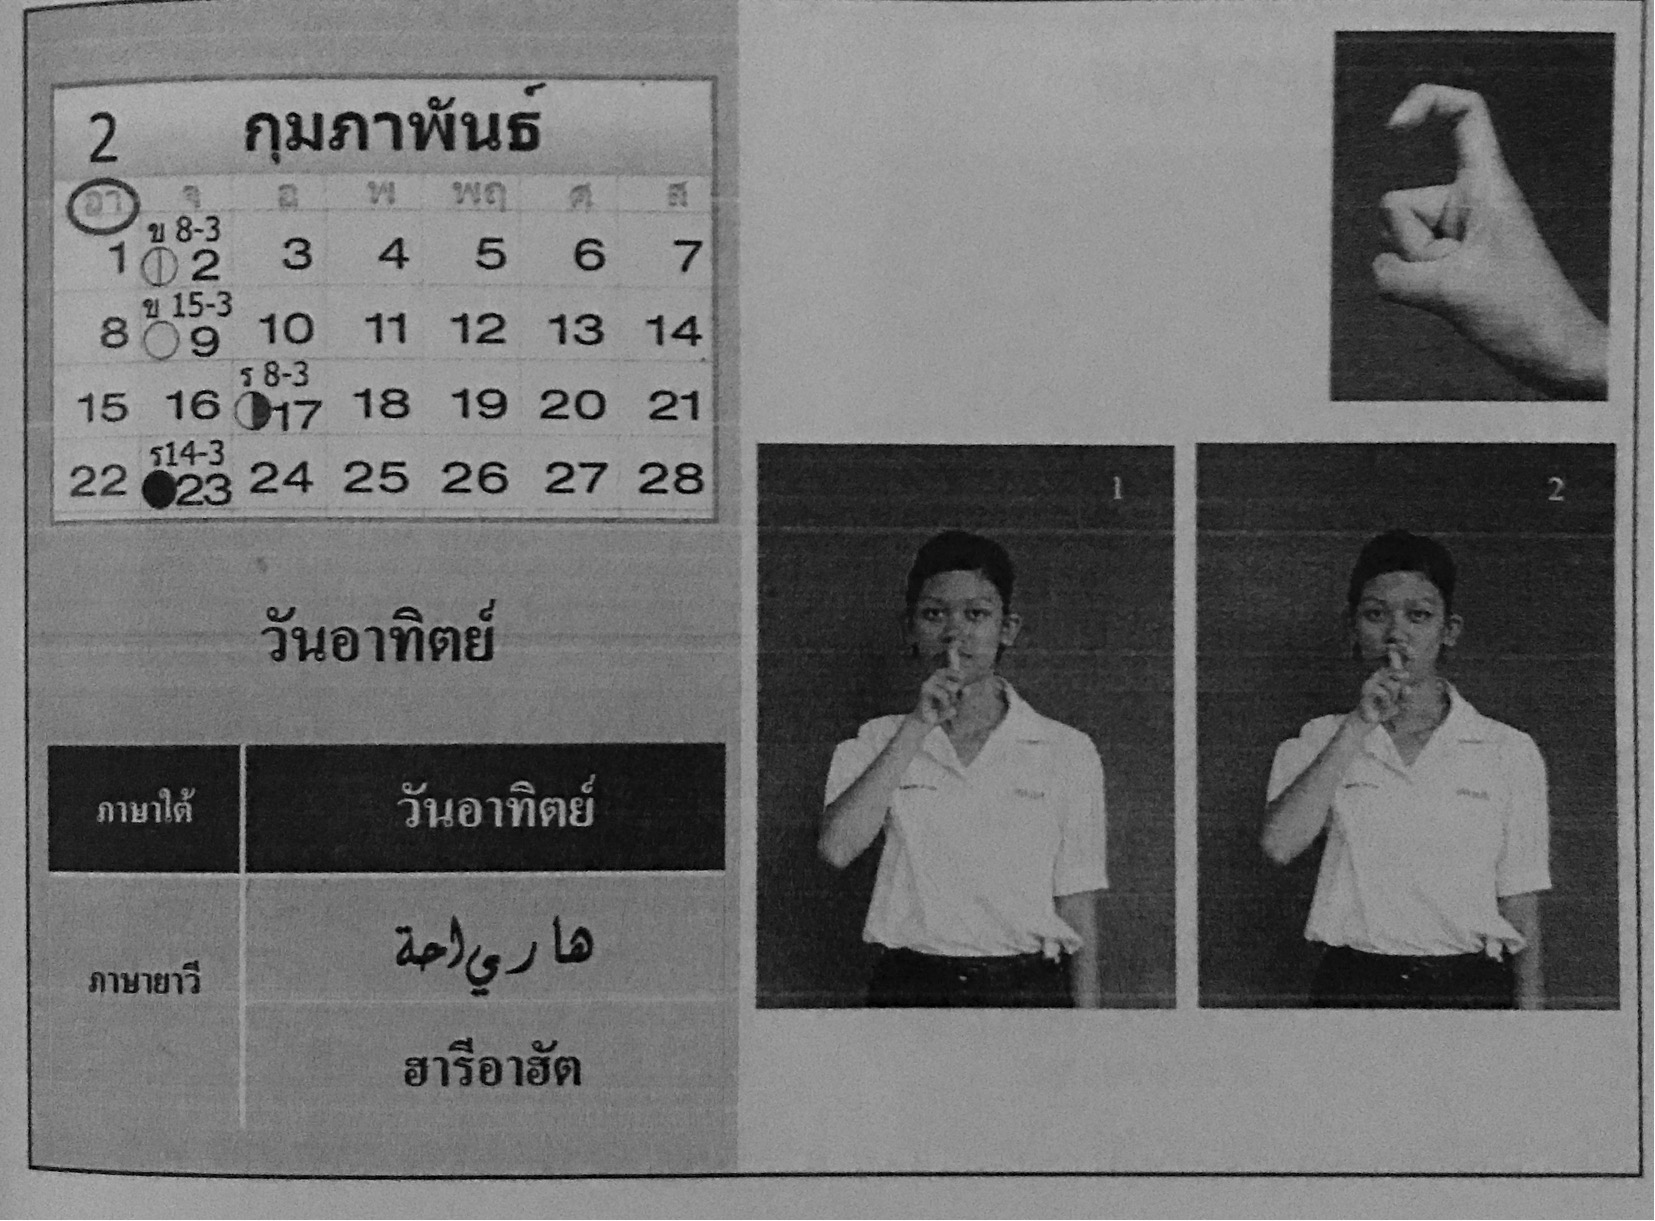 2 กุมภาพันธ์
อา จ อ พ พฤ ศ ส
ข 8-3
1 2 3 4 5 6 7
ข 15-3
8 9 10 11 12 13 14
ร 8-3
15 16 17 18 19 20 21
ร14-3
22 23 24 25 26 27 28
วันอาทิตย์
ภาษาใต้ วันอาทิตย์
ภาษายาวี هاري احة
ฮารีอาฮัต
1
2